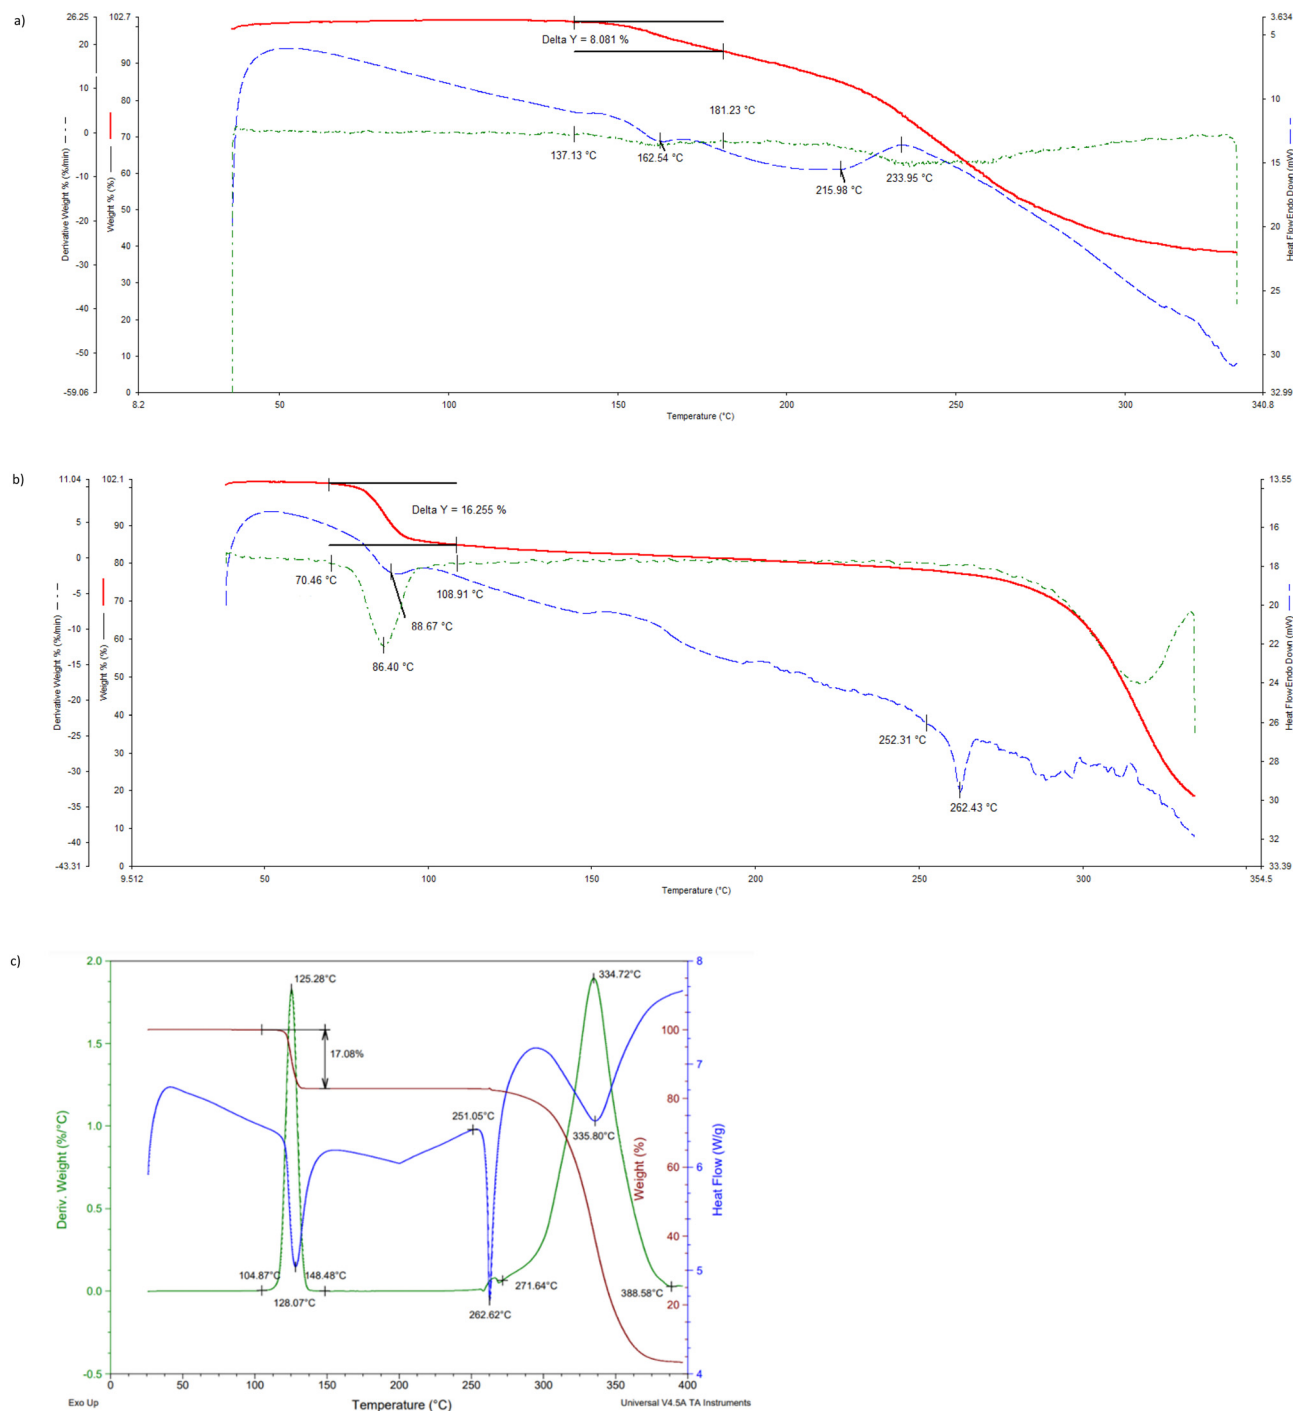 a)
26.25
20
10
0
-10
-20
-30
-40
-50
-59.06
Derivative Weight % (%/min)
102.7
90
80
70
60
50
40
30
20
10
0
Weight % (%)
Delta Y = 8.081 %
137.13 °C
162.54 °C
181.23 °C
215.98 °C
233.95 °C
3.634
5
10
15
20
25
30
32.99
Heat Flow Endo Down (mW)
8.2
50
100
150
200
250
300
340.8
Temperature (°C)
b)
11.04
5
0
-5
-10
-15
-20
-25
-30
-35
-40
-43.31
Derivative Weight % (%/min)
102.1
90
80
70
60
50
40
30
20
10
0
Weight % (%)
Delta Y = 16.255 %
70.46 °C
108.91 °C
88.67 °C
86.40 °C
252.31 °C
262.43 °C
13.55
16
18
20
22
24
26
28
30
32
33.39
Heat Flow Endo Down (mW)
9.512
50
100
150
200
250
300
354.5
Temperature (°C)
c)
2.0
1.5
1.0
0.5
0.0
-0.5
Deriv. Weight (%/°C)
125.28°C
17.08%
104.87°C
148.48°C
128.07°C
251.05°C
262.62°C
271.64°C
334.72°C
335.80°C
388.58°C
100
80
60
40
20
Weight (%)
8
7
6
5
4
Heat Flow (W/g)
0
50
100
150
200
250
300
350
400
Exo Up
Temperature (°C)
Universal V4.5A TA Instruments